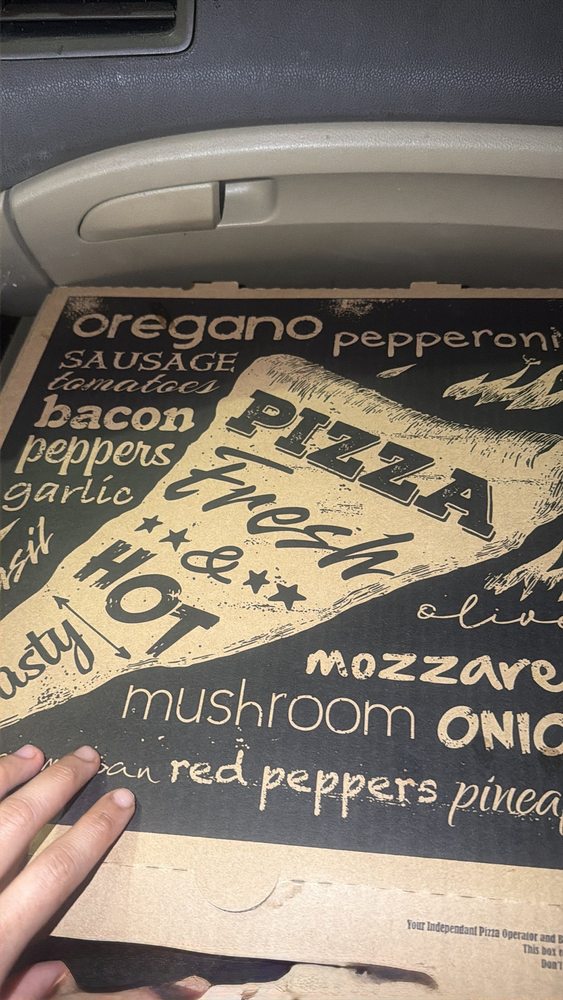 oregano
pepperoni
SAUSAGE
tomatoes
bacon
peppers
garlic
PIZZA
Fresh
&
HOT
asty
olive
mozzare
mushroom
ONIO
red peppers
pineap
Your Independant Pizza Operator and B
This box
Don't